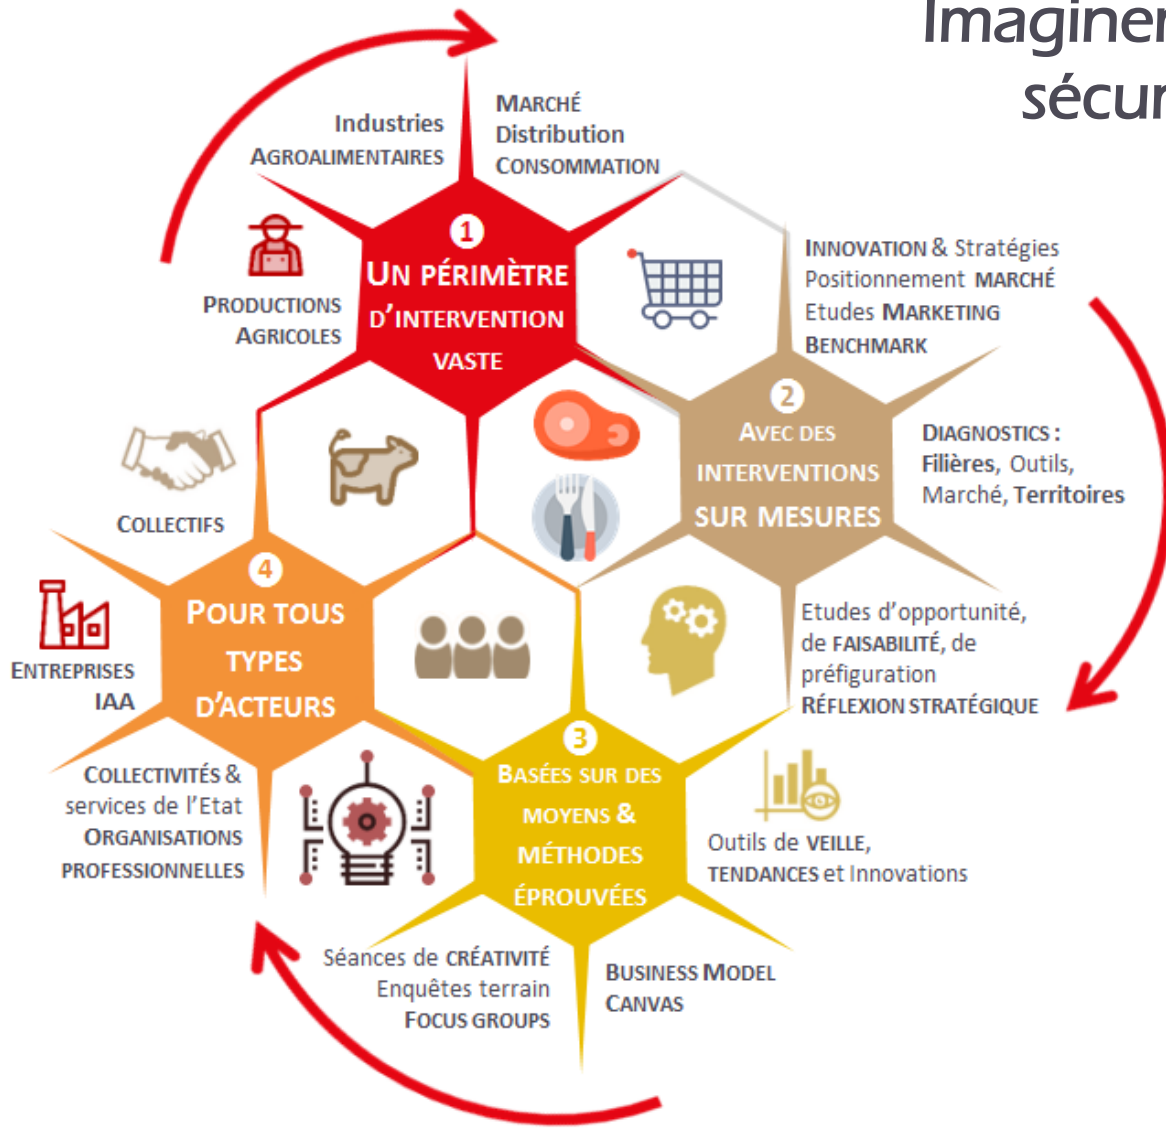 Imaginer
sécur
Industries
AGROALIMENTAIRES
MARCHÉ
Distribution
CONSOMMATION
PRODUCTIONS
AGRICOLES
1
UN PÉRIMÈTRE
D'INTERVENTION
VASTE
INNOVATION & Stratégies
Positionnement MARCHÉ
Etudes MARKETING
BENCHMARK
2
AVEC DES
INTERVENTIONS
SUR MESURES
DIAGNOSTICS :
Filières, Outils,
Marché, Territoires
Etudes d'opportunité,
de FAISABILITÉ, de
préfiguration
RÉFLEXION STRATÉGIQUE
3
BASÉES SUR DES
MOYENS &
MÉTHODES
ÉPROUVÉES
Outils de VEILLE,
TENDANCES et Innovations
BUSINESS MODEL
CANVAS
Séances de CRÉATIVITÉ
Enquêtes terrain
FOCUS GROUPS
4
POUR TOUS
TYPES
D'ACTEURS
COLLECTIFS
ENTREPRISES
IAA
COLLECTIVITÉS &
services de l'Etat
ORGANISATIONS
PROFESSIONNELLES